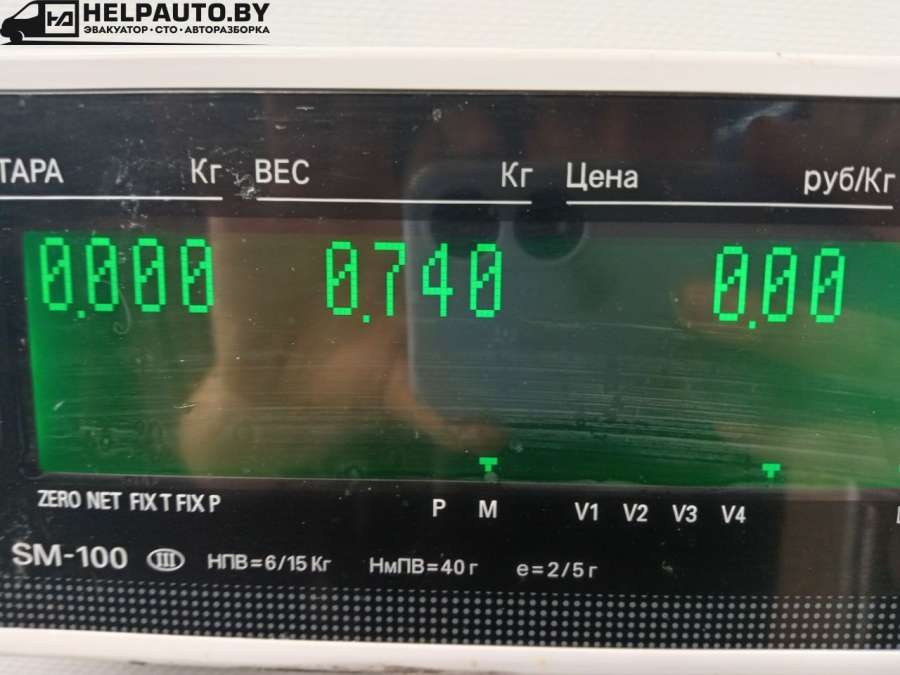 HELPAUTO.BY
ЭВАКУАТОР•СТО•АВТОРАЗБОРКА
ТАРА Кг ВЕС Кг Цена руб/Кг
0.000 0.740 0.00
ZERO NET FIX T FIX P P M V1 V2 V3 V4
SM-100 III НПВ=6/15 Кг НмПВ=40 г e=2/5 г